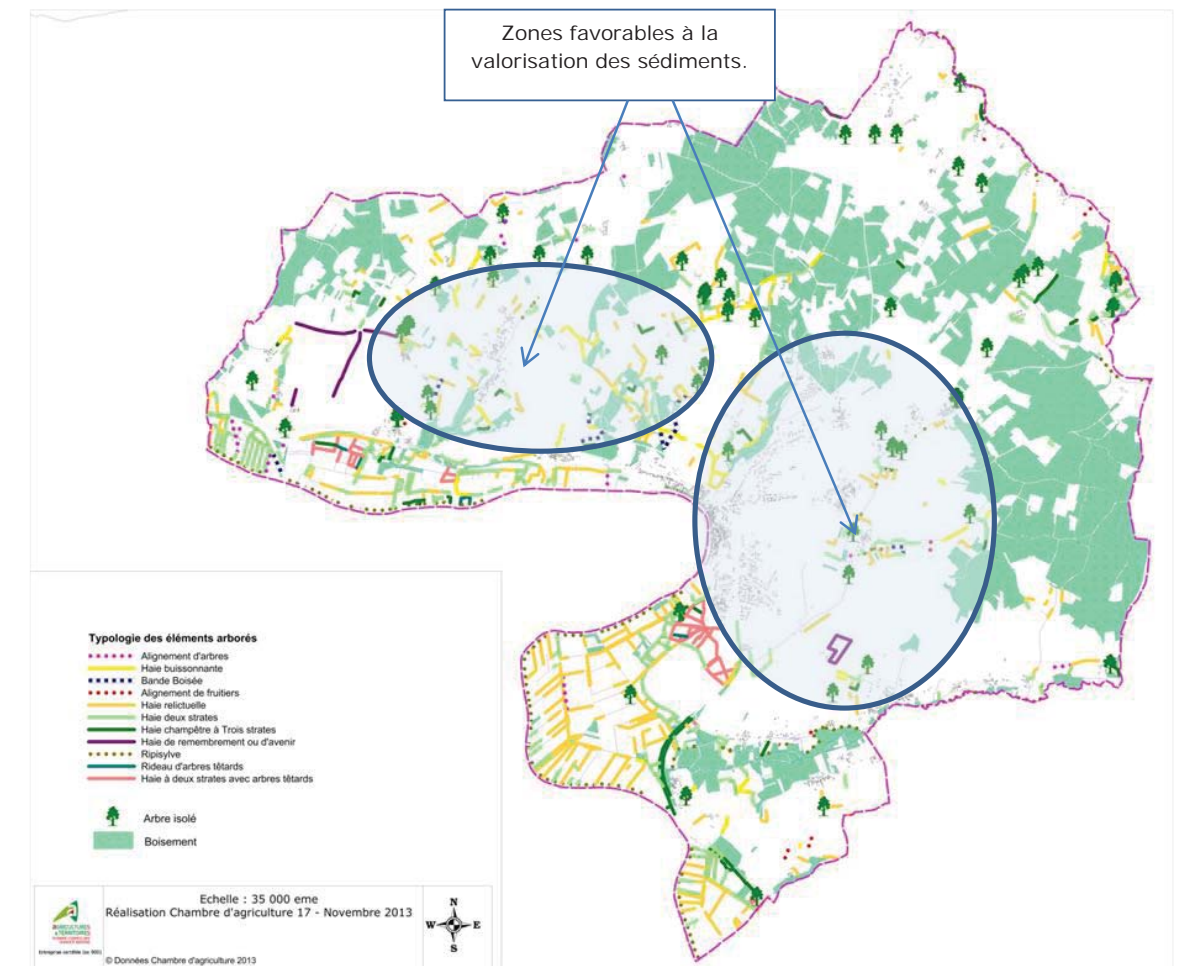 Zones favorables à la
valorisation des sédiments.
Typologie des éléments arborés
Alignement d'arbres
Haie buissonnante
Bande Boisée
Alignement de fruitiers
Haie relictuelle
Haie deux strates
Haie champêtre à Trois strates
Haie de remembrement ou d'avenir
Ripisylve
Rideau d'arbres têtards
Haie à deux strates avec arbres têtards
Arbre isolé
Boisement
Echelle : 35 000 eme
Réalisation Chambre d'agriculture 17 - Novembre 2013
© Données Chambre d'agriculture 2013
AGRICULTURES
& TERRITOIRES
N
W
E
S